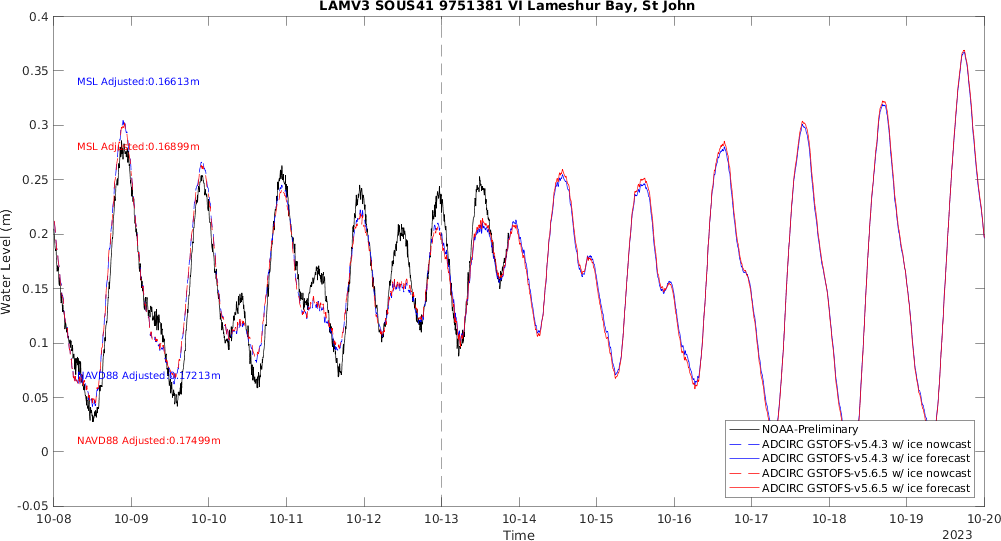 LAMV3 SOUS41 9751381 VI Lameshur Bay, St John
0.4
0.35
0.3
0.25
0.2
0.15
0.1
0.05
0
-0.05
Water Level (m)
MSL Adjusted:0.16613m
MSL Adjusted:0.16899m
NAVD88 Adjusted:0.17213m
NAVD88 Adjusted:0.17499m
NOAA-Preliminary
ADCIRC GSTOFS-v5.4.3 w/ ice nowcast
ADCIRC GSTOFS-v5.4.3 w/ ice forecast
ADCIRC GSTOFS-v5.6.5 w/ ice nowcast
ADCIRC GSTOFS-v5.6.5 w/ ice forecast
10-08 10-09 10-10 10-11 10-12 10-13 10-14 10-15 10-16 10-17 10-18 10-19 10-20
Time
2023